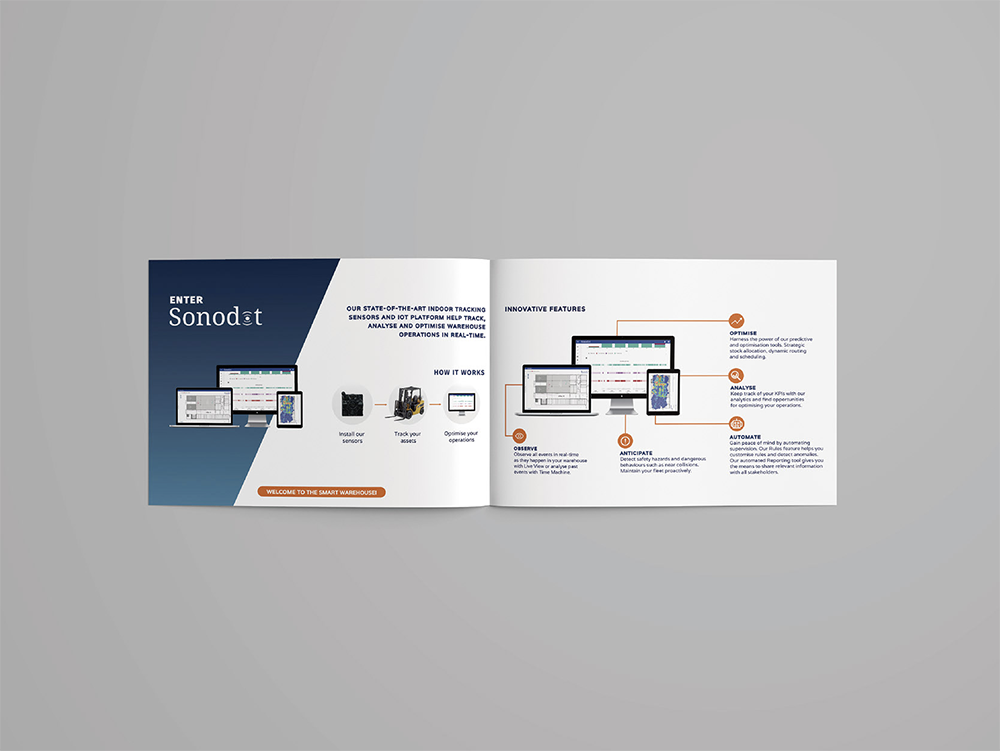 ENTER
Sonodot
OUR STATE-OF-THE-ART INDOOR TRACKING
SENSORS AND IOT PLATFORM HELP TRACK,
ANALYSE AND OPTIMISE WAREHOUSE
OPERATIONS IN REAL-TIME.
HOW IT WORKS
Install our
sensors
Track your
assets
Optimise your
operations
WELCOME TO THE SMART WAREHOUSE!
INNOVATIVE FEATURES
OPTIMISE
Harness the power of our predictive
and optimisation tools. Strategic
stock allocation, dynamic routing
and scheduling.
ANALYSE
Keep track of your KPIs with our
analytics and find opportunities
for optimising your operations.
AUTOMATE
Gain peace of mind by automating
supervision. Our Rules feature helps you
customise rules and detect anomalies.
Our automated Reporting tool gives you
the means to share relevant information
with all stakeholders.
OBSERVE
Observe all events in real-time
as they happen in your warehouse
with Live View or analyse past
events with Time Machine.
ANTICIPATE
Detect safety hazards and dangerous
behaviours such as near collisions.
Maintain your fleet proactively.